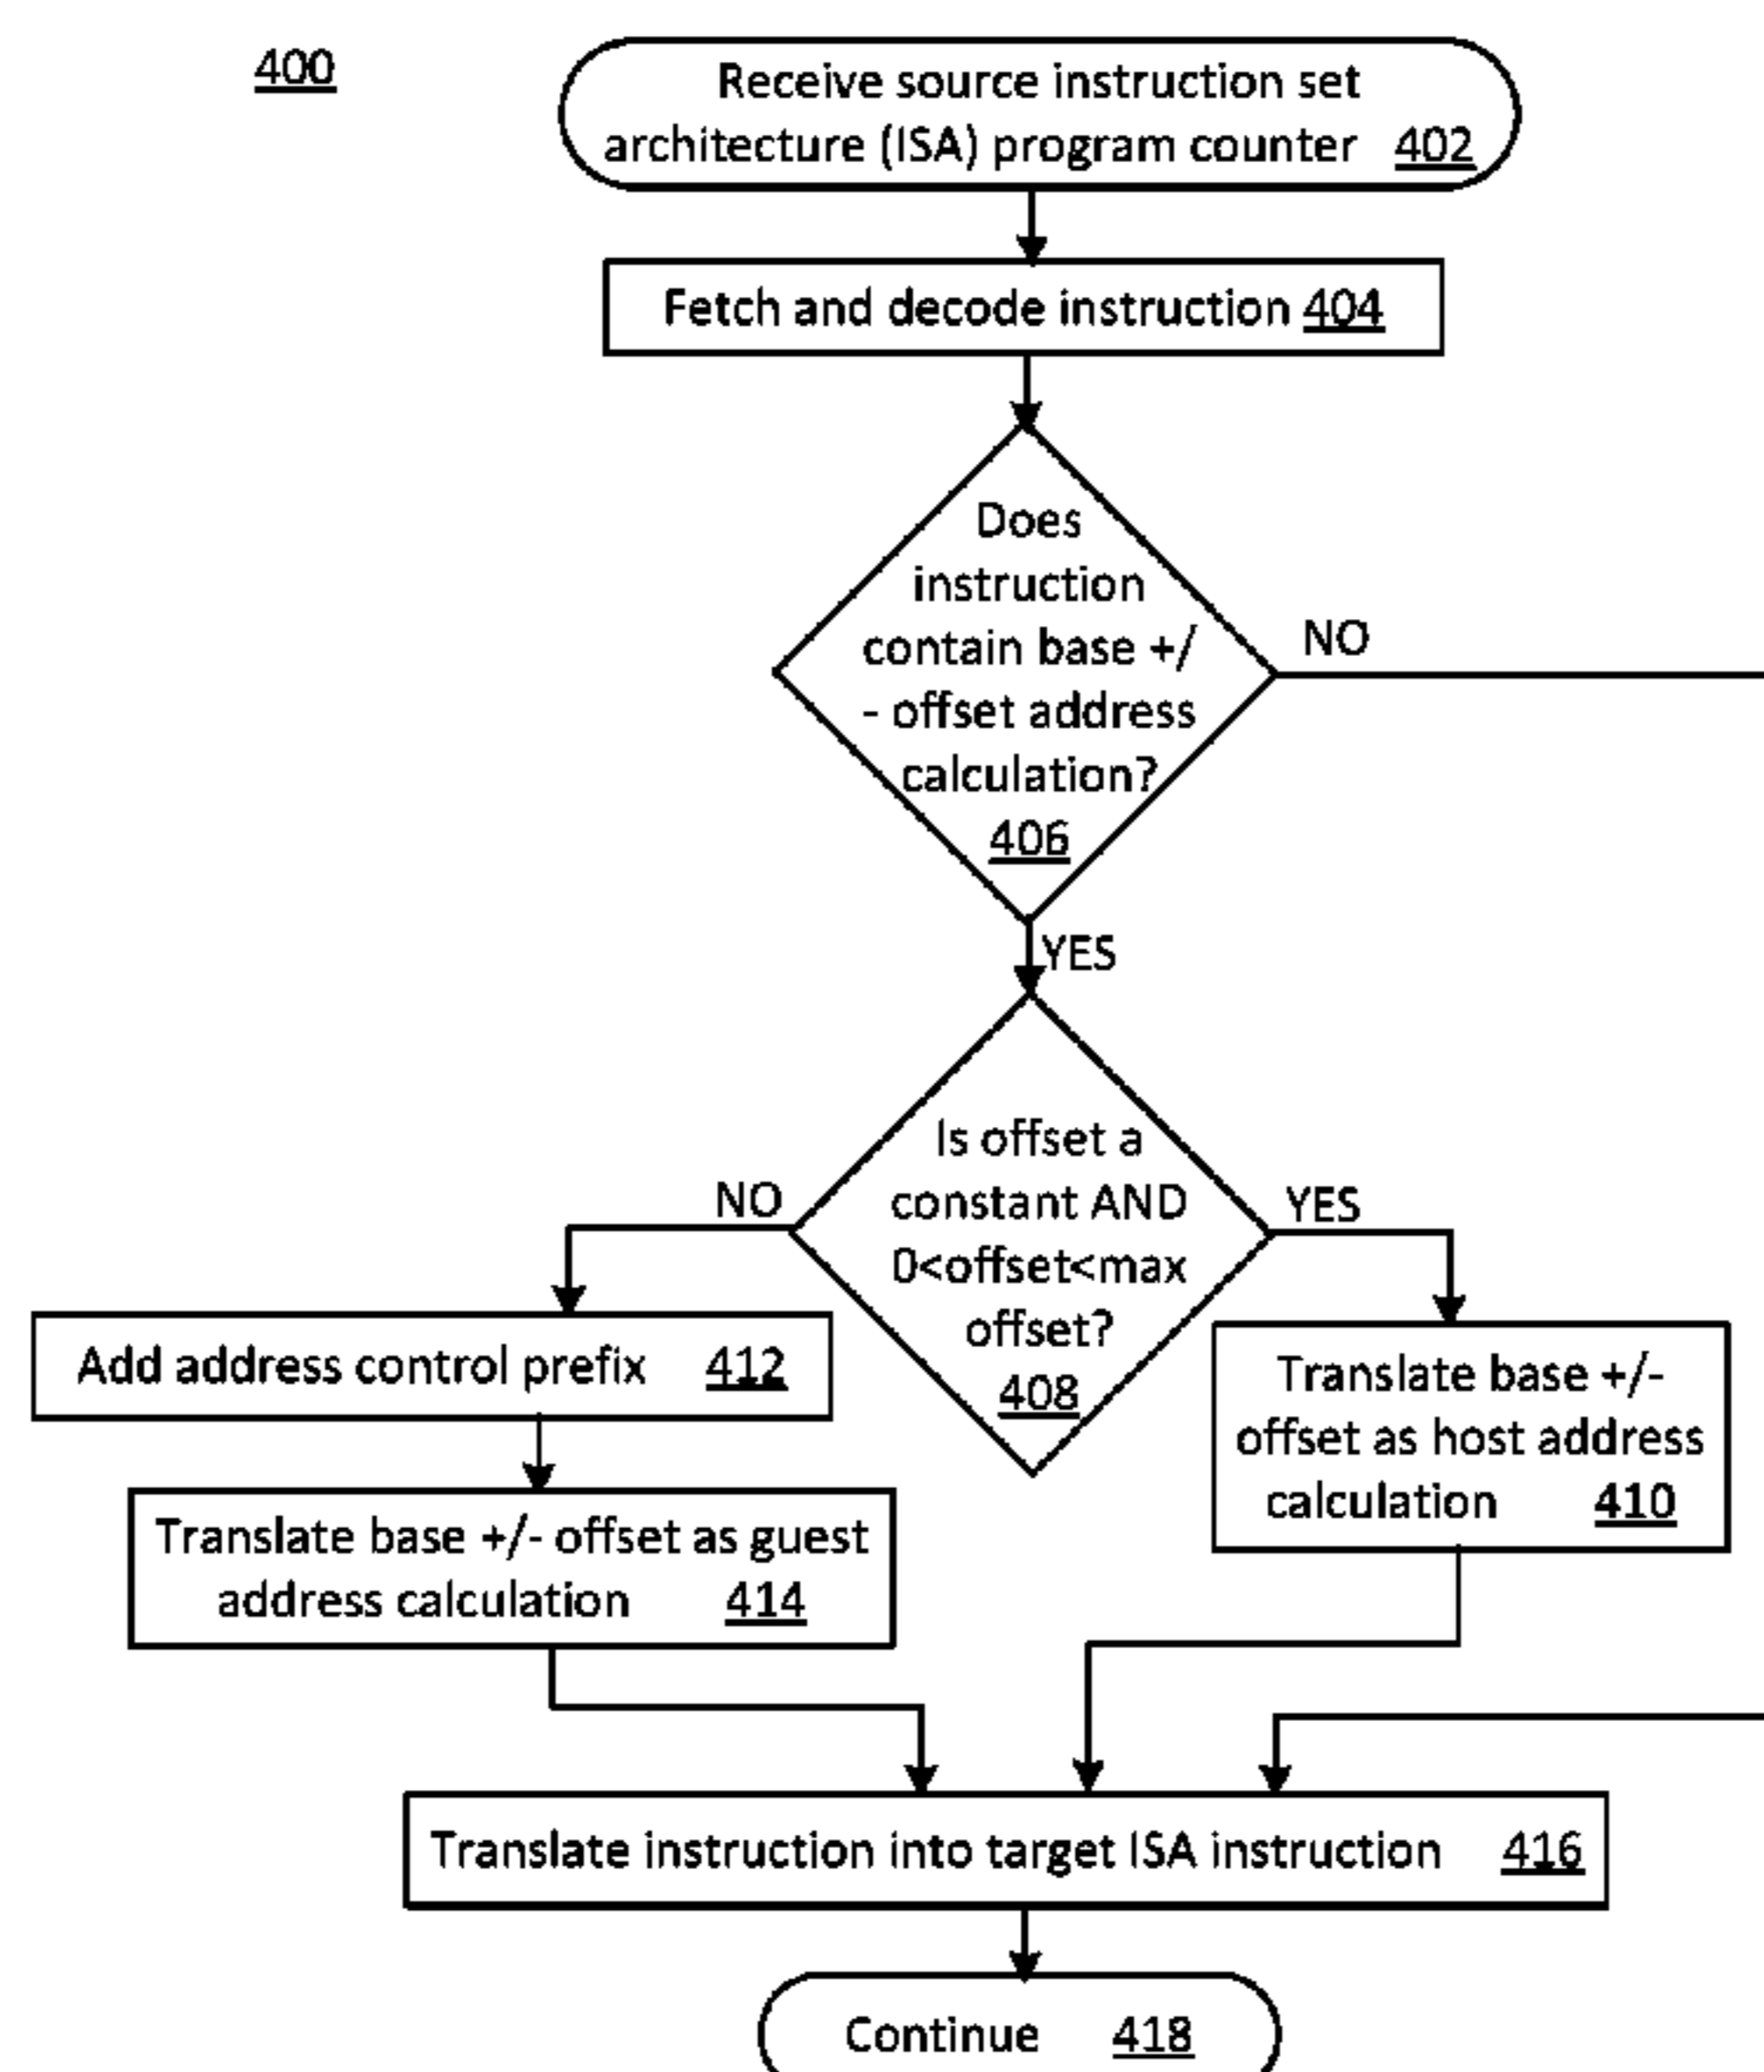 400
Receive source instruction set
architecture (ISA) program counter 402
Fetch and decode instruction 404
Does
instruction
contain base +/
- offset address
calculation?
406
NO
YES
Is offset a
constant AND
0<offset<max
offset?
408
NO
YES
Add address control prefix 412
Translate base +/-
offset as host address
calculation 410
Translate base +/- offset as guest
address calculation 414
Translate instruction into target ISA instruction 416
Continue 418